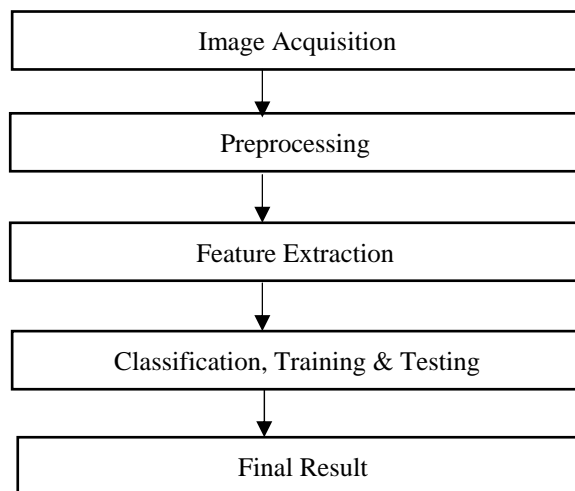 Image Acquisition
Preprocessing
Feature Extraction
Classification, Training & Testing
Final Result